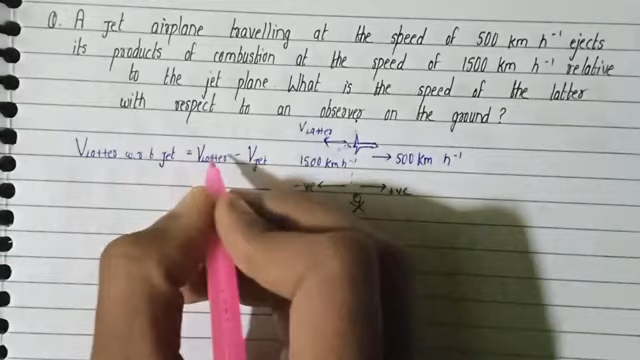 Q. A Jet airplane travelling at the speed of 500 km h⁻¹ ejects
its products of combustion at the speed of 1500 km h⁻¹ relative
to the jet plane What is the speed of the latter
with respect to an observer on the ground?
Vlatter
Vlatter w.r.t jet = Vlatter - Vjet
1500 km h⁻¹ → 500 km h⁻¹
-ve ← → +ve